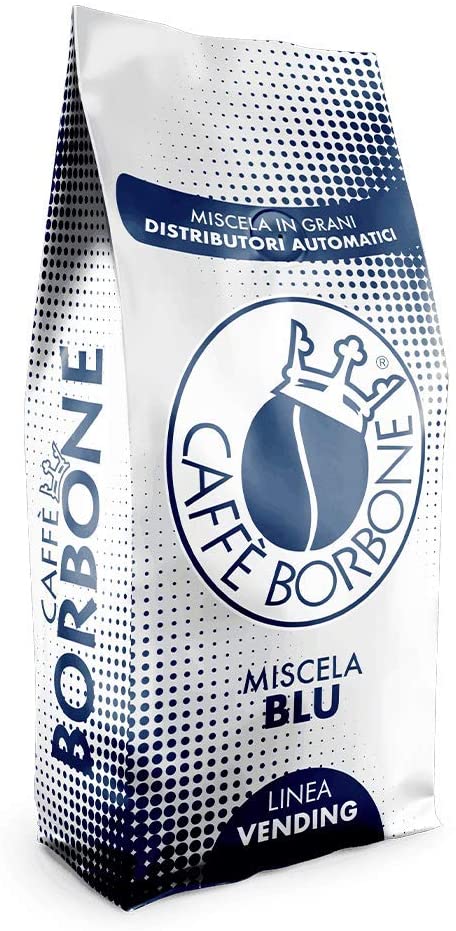 MISCELA IN GRANI
DISTRIBUTORI AUTOMATICI
®
CAFFÈ BORBONE
MISCELA
BLU
LINEA
VENDING
CAFFÈ
BORBONE